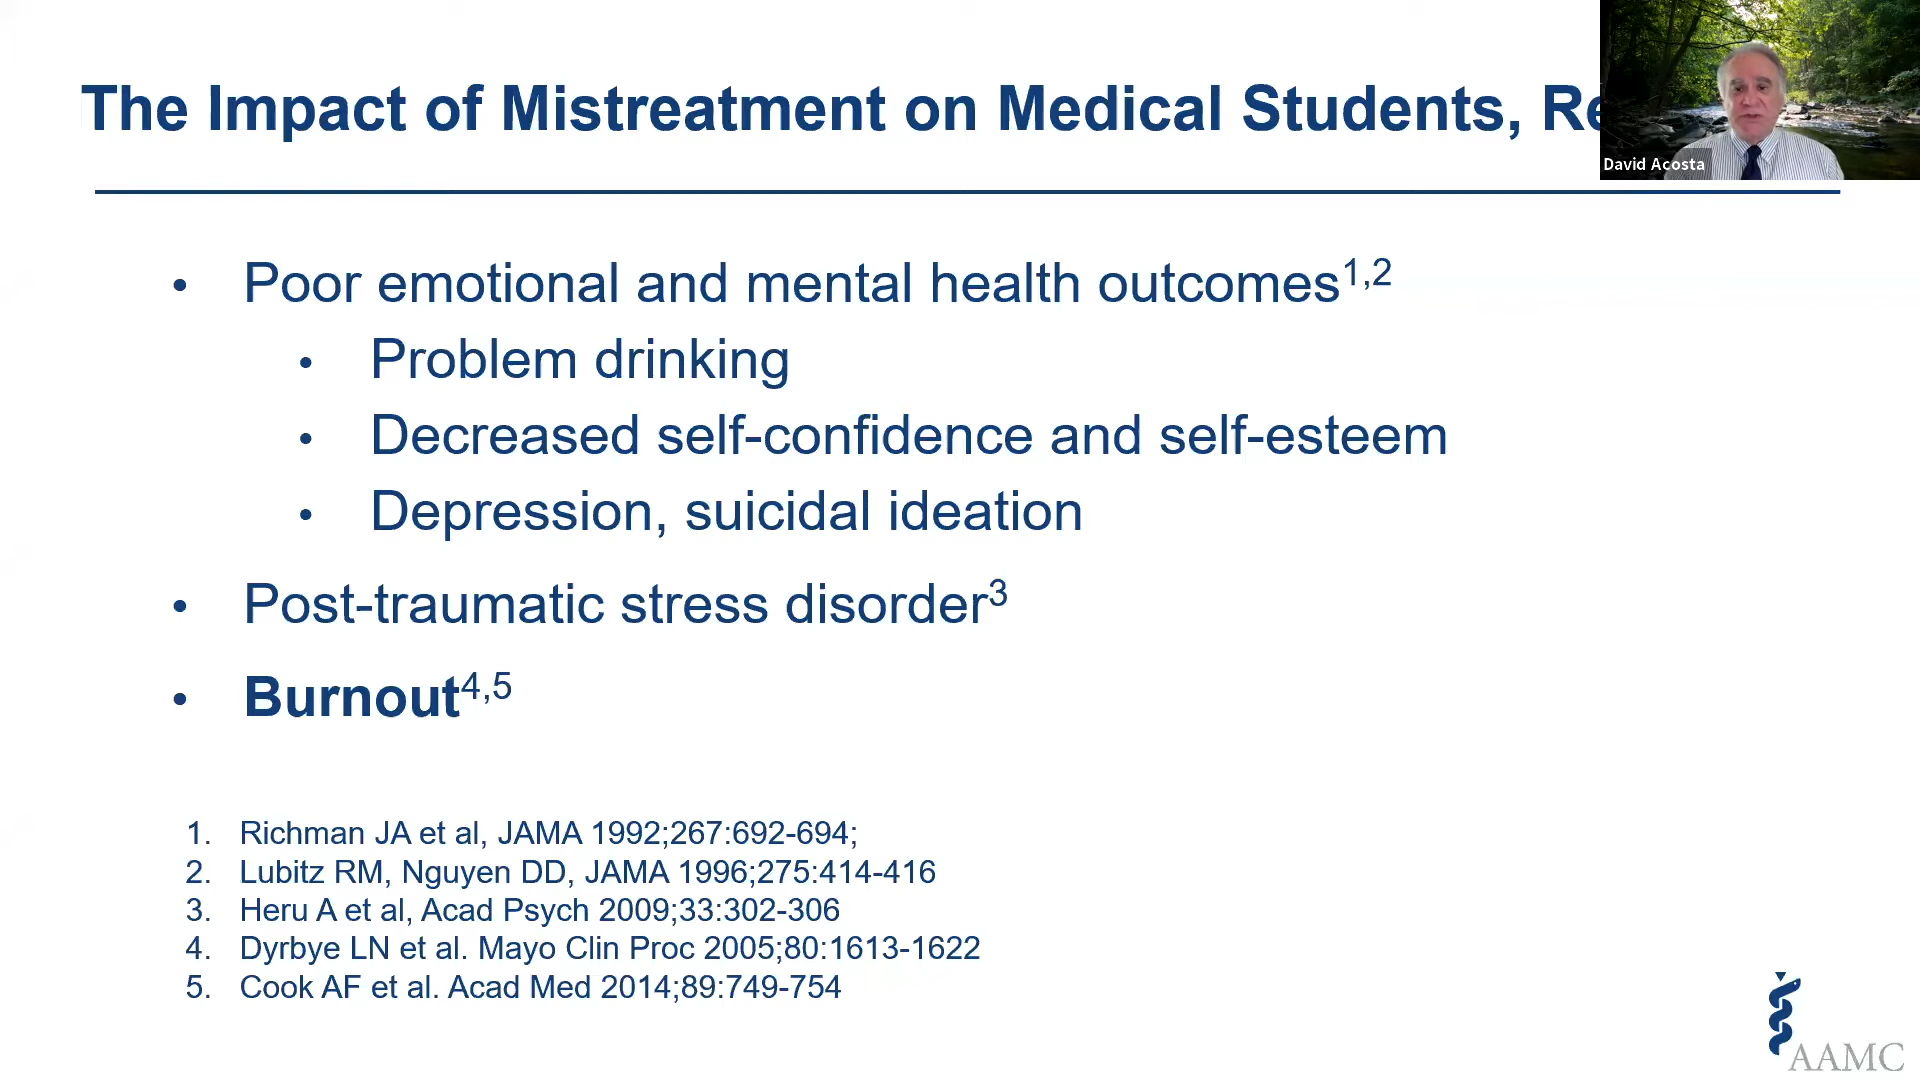 The Impact of Mistreatment on Medical Students, Re
David Acosta
• Poor emotional and mental health outcomes1,2
• Problem drinking
• Decreased self-confidence and self-esteem
• Depression, suicidal ideation
• Post-traumatic stress disorder3
• Burnout4,5
1. Richman JA et al, JAMA 1992;267:692-694;
2. Lubitz RM, Nguyen DD, JAMA 1996;275:414-416
3. Heru A et al, Acad Psych 2009;33:302-306
4. Dyrbye LN et al. Mayo Clin Proc 2005;80:1613-1622
5. Cook AF et al. Acad Med 2014;89:749-754
AAMC